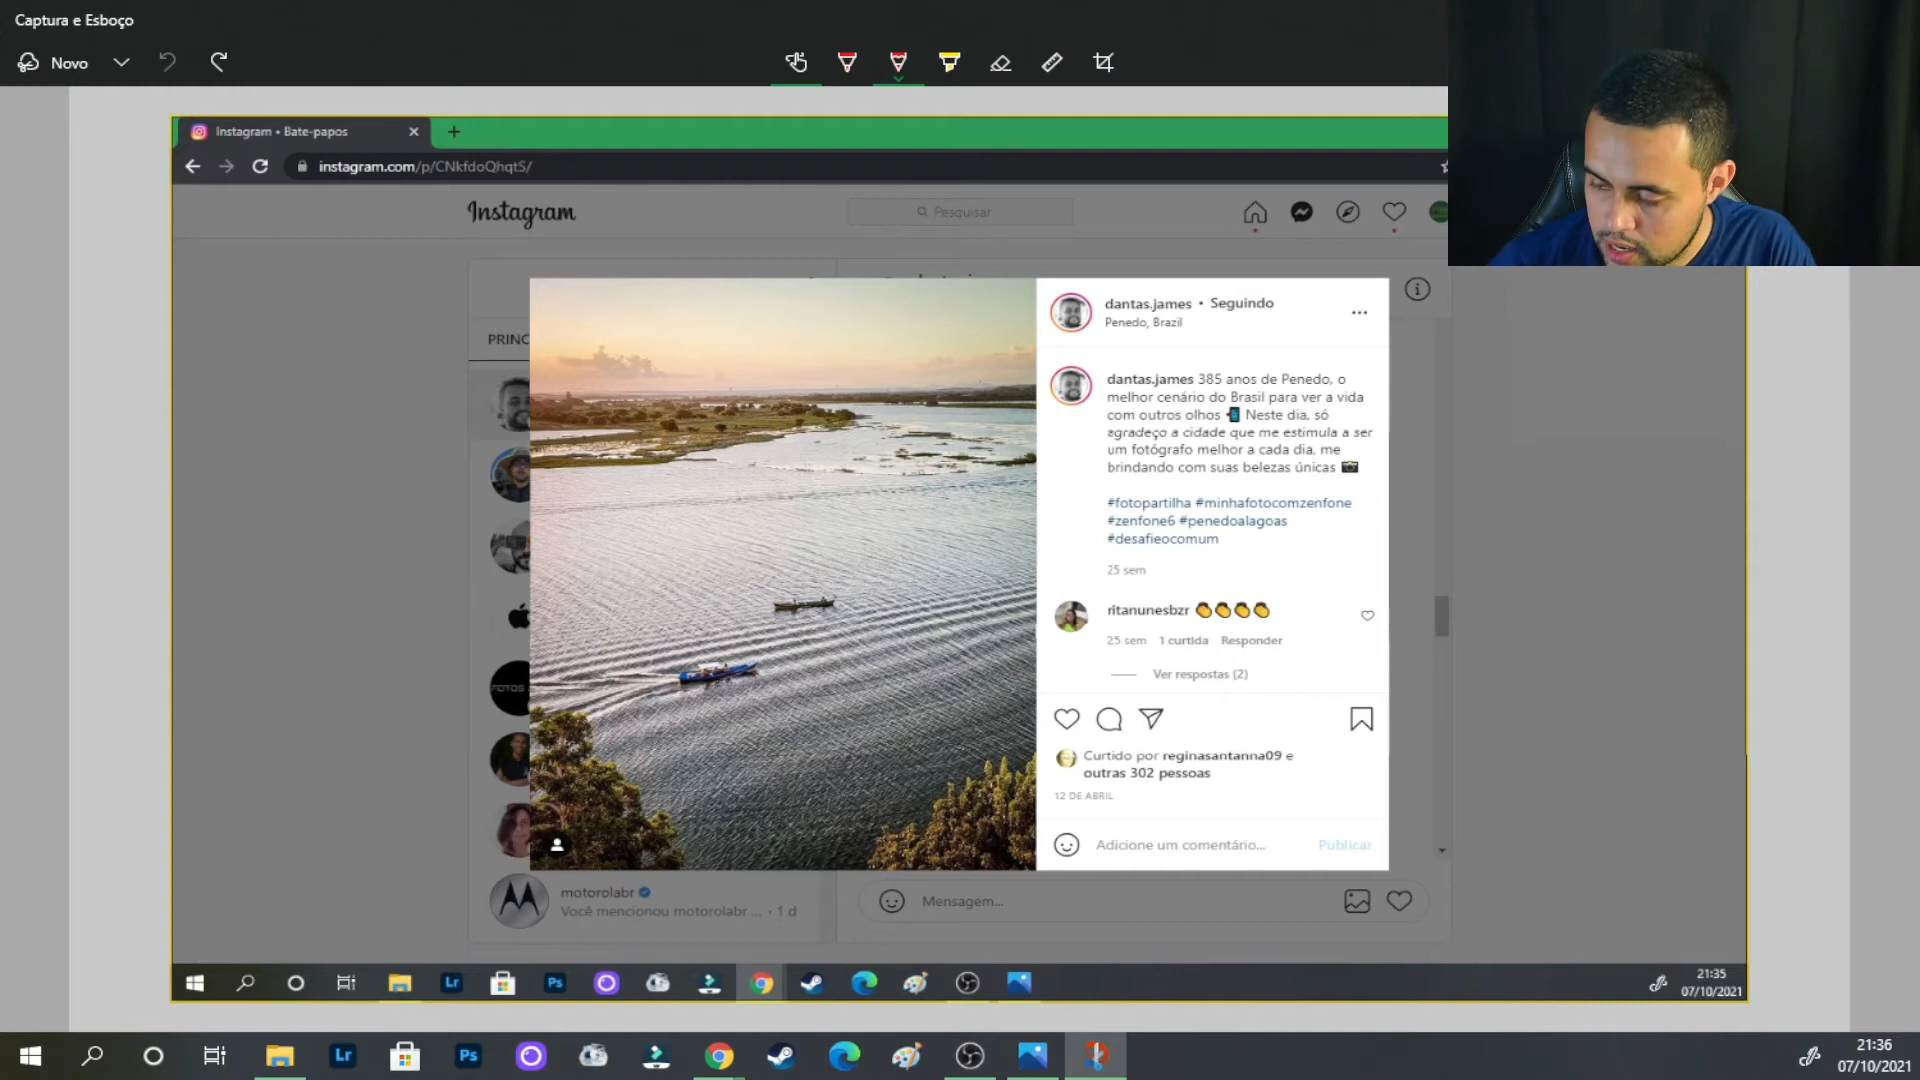 Captura e Esboço
Novo
Instagram • Bate-papos
instagram.com/p/CNkfdoQhqtS/
Instagram
Pesquisar
PRINC
dantas.james • Seguindo
Penedo, Brazil
dantas.james 385 anos de Penedo, o
melhor cenário do Brasil para ver a vida
com outros olhos Neste dia, só
agradeço a cidade que me estimula a ser
um fotógrafo melhor a cada dia, me
brindando com suas belezas únicas
#fotopartilha #minhafotocomzenfone
#zenfone6 #penedoalagoas
#desafieocomum
25 sem
ritanunesbzr
25 sem 1 curtida Responder
Ver respostas (2)
Curtido por reginasantanna09 e
outras 302 pessoas
12 DE ABRIL
Adicione um comentário... Publicar
FOTOS
motorolabr
Você mencionou motorolabr ... · 1 d
Mensagem...
Lr
Ps
21:35
07/10/2021
Lr
Ps
21:36
07/10/2021